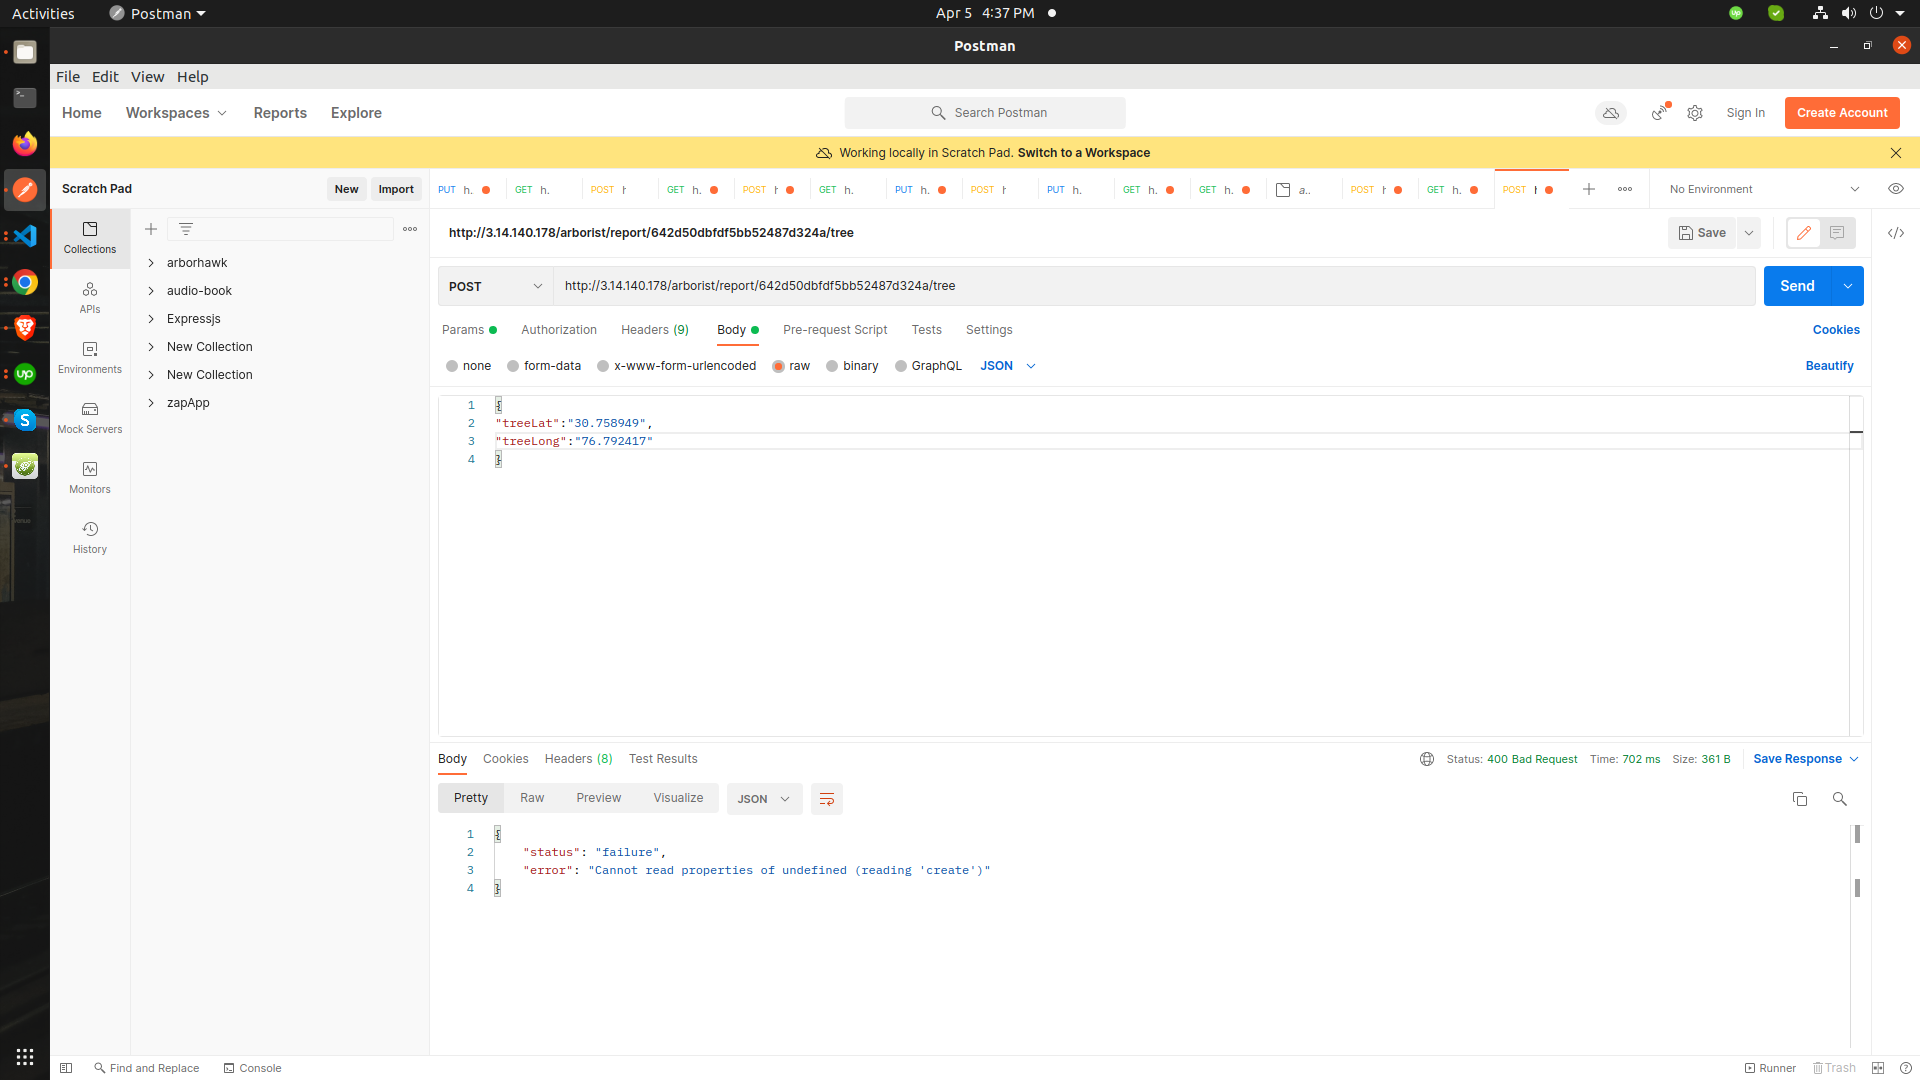 Activities Postman Apr 5 4:37 PM
Postman
File Edit View Help
Home Workspaces Reports Explore Search Postman Sign In Create Account
Working locally in Scratch Pad. Switch to a Workspace
Scratch Pad New Import PUT h. GET h. POST GET h. POST GET h. PUT h. POST PUT h. GET h. GET h. a.. POST GET h. POST No Environment
http://3.14.140.178/arborist/report/642d50dbfdf5bb52487d324a/tree Save
Collections
arborhawk
audio-book
Expressjs
New Collection
New Collection
zapApp
APIs
Environments
Mock Servers
Monitors
History
POST http://3.14.140.178/arborist/report/642d50dbfdf5bb52487d324a/tree Send
Params Authorization Headers (9) Body Pre-request Script Tests Settings Cookies
none form-data x-www-form-urlencoded raw binary GraphQL JSON Beautify
1 {
2 "treeLat":"30.758949",
3 "treeLong":"76.792417"
4 }
Body Cookies Headers (8) Test Results Status: 400 Bad Request Time: 702 ms Size: 361 B Save Response
Pretty Raw Preview Visualize JSON
1 {
2 "status": "failure",
3 "error": "Cannot read properties of undefined (reading 'create')"
4 }
Find and Replace Console Runner Trash